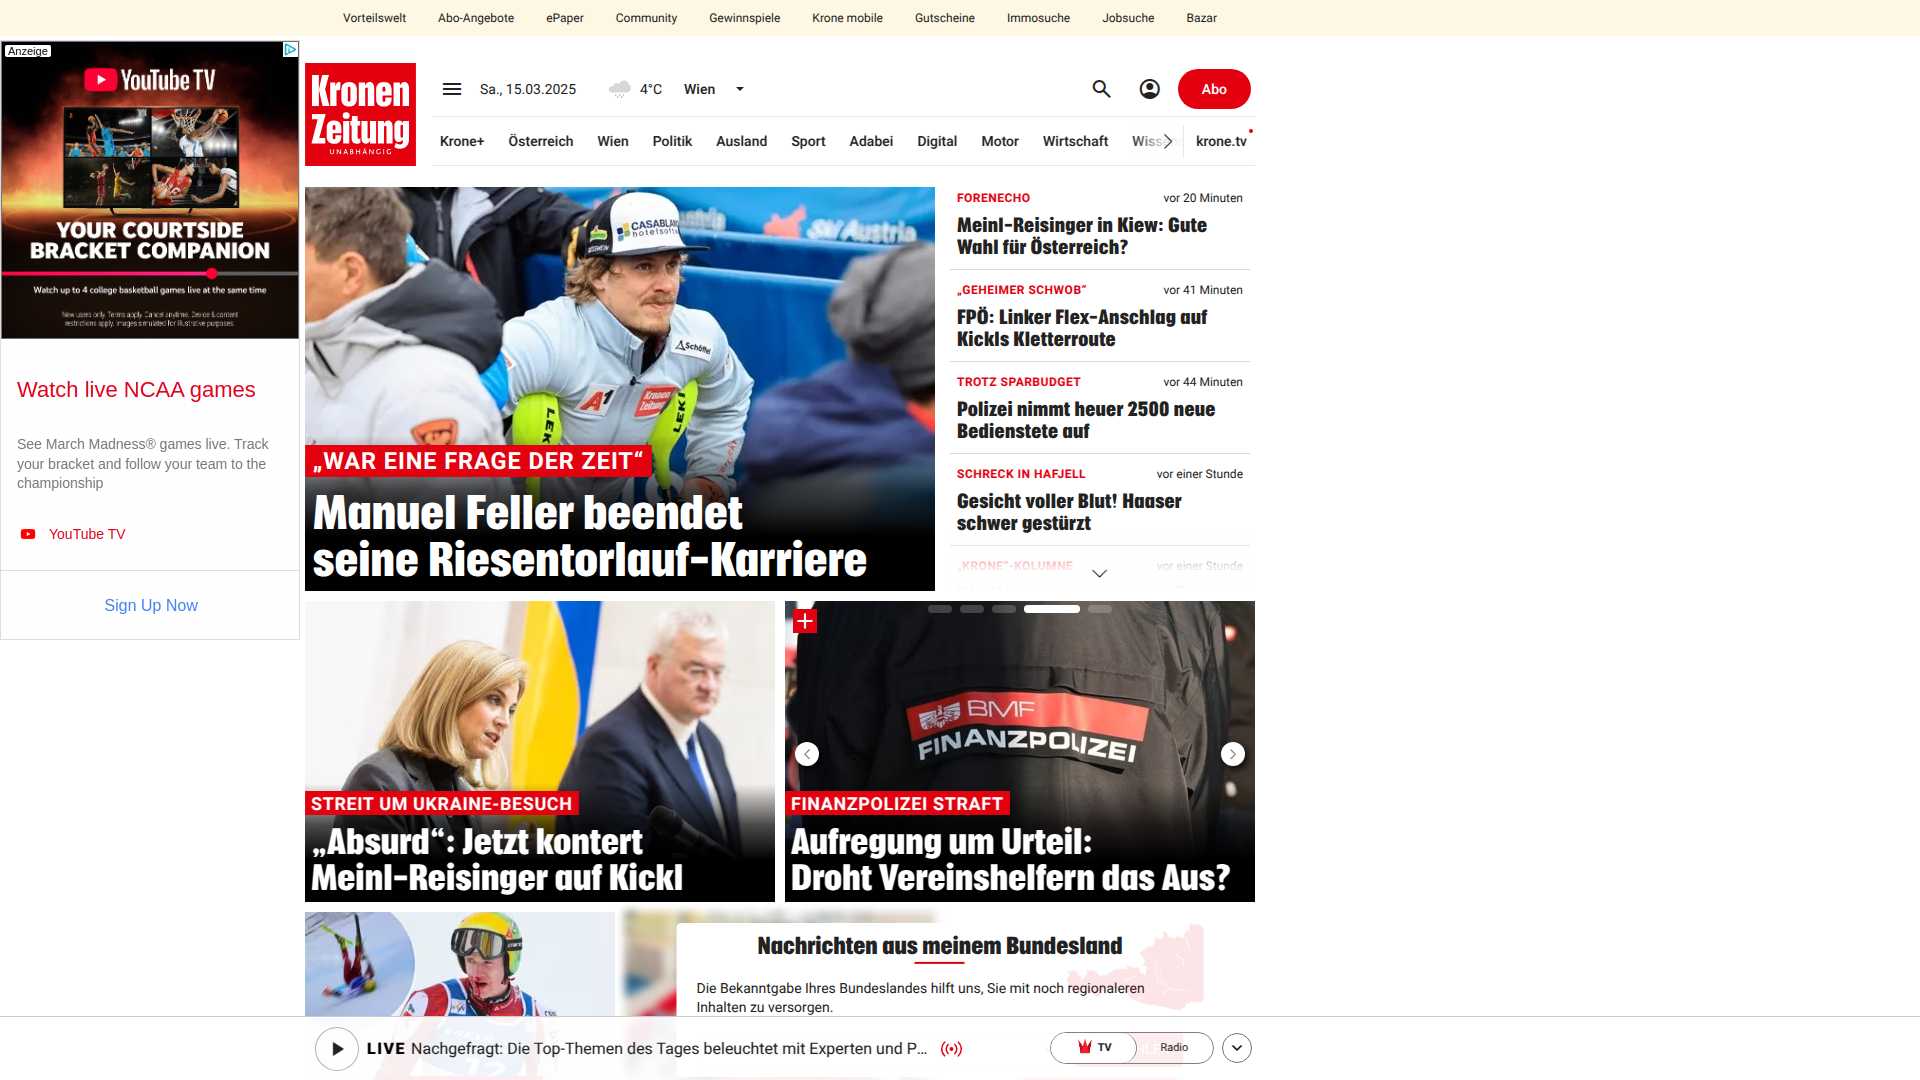 Vorteilswelt Abo-Angebote ePaper Community Gewinnspiele Krone mobile Gutscheine Immosuche Jobsuche Bazar
Anzeige
YouTube TV
YOUR COURTSIDE
BRACKET COMPANION
Watch up to 4 college basketball games live at the same time
New users only. Terms apply. Cancel anytime. Device & content
restrictions apply. Images simulated for illustrative purposes.
Watch live NCAA games
See March Madness® games live. Track
your bracket and follow your team to the
championship
YouTube TV
Sign Up Now
Kronen
Zeitung
UNABHÄNGIG
Sa., 15.03.2025 4°C Wien
Abo
Krone+ Österreich Wien Politik Ausland Sport Adabei Digital Motor Wirtschaft krone.tv
CASABLANCA
hotelsoftware
SV Austria
Schöffel
A1
Kronen
Zeitung
LEKI
LEKI
„WAR EINE FRAGE DER ZEIT“
Manuel Feller beendet
seine Riesentorlauf-Karriere
FORENECHO vor 20 Minuten
Meinl-Reisinger in Kiew: Gute
Wahl für Österreich?
„GEHEIMER SCHWOB“ vor 41 Minuten
FPÖ: Linker Flex-Anschlag auf
Kickls Kletterroute
TROTZ SPARBUDGET vor 44 Minuten
Polizei nimmt heuer 2500 neue
Bedienstete auf
SCHRECK IN HAFJELL vor einer Stunde
Gesicht voller Blut! Haaser
schwer gestürzt
„KRONE“-KOLUMNE vor einer Stunde
STREIT UM UKRAINE-BESUCH
„Absurd“: Jetzt kontert
Meinl-Reisinger auf Kickl
BMF
FINANZPOLIZEI
FINANZPOLIZEI STRAFT
Aufregung um Urteil:
Droht Vereinshelfern das Aus?
Nachrichten aus meinem Bundesland
Die Bekanntgabe Ihres Bundeslandes hilft uns, Sie mit noch regionaleren
Inhalten zu versorgen.
LIVE Nachgefragt: Die Top-Themen des Tages beleuchtet mit Experten und P...
TV Radio